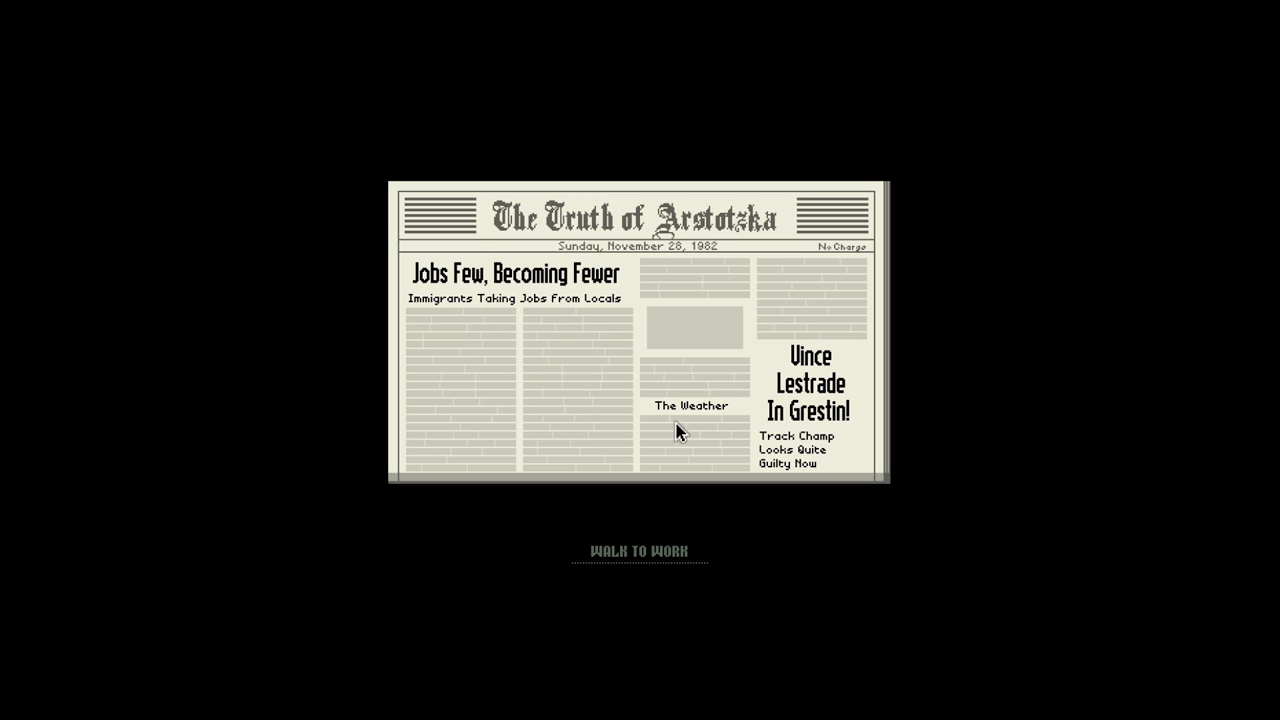 The Truth of Arstotzka
Sunday, November 28, 1982
No Charge
Jobs Few, Becoming Fewer
Immigrants Taking Jobs From Locals
The Weather
Vince
Lestrade
In Grestin!
Track Champ
Looks Quite
Guilty Now
WALK TO WORK